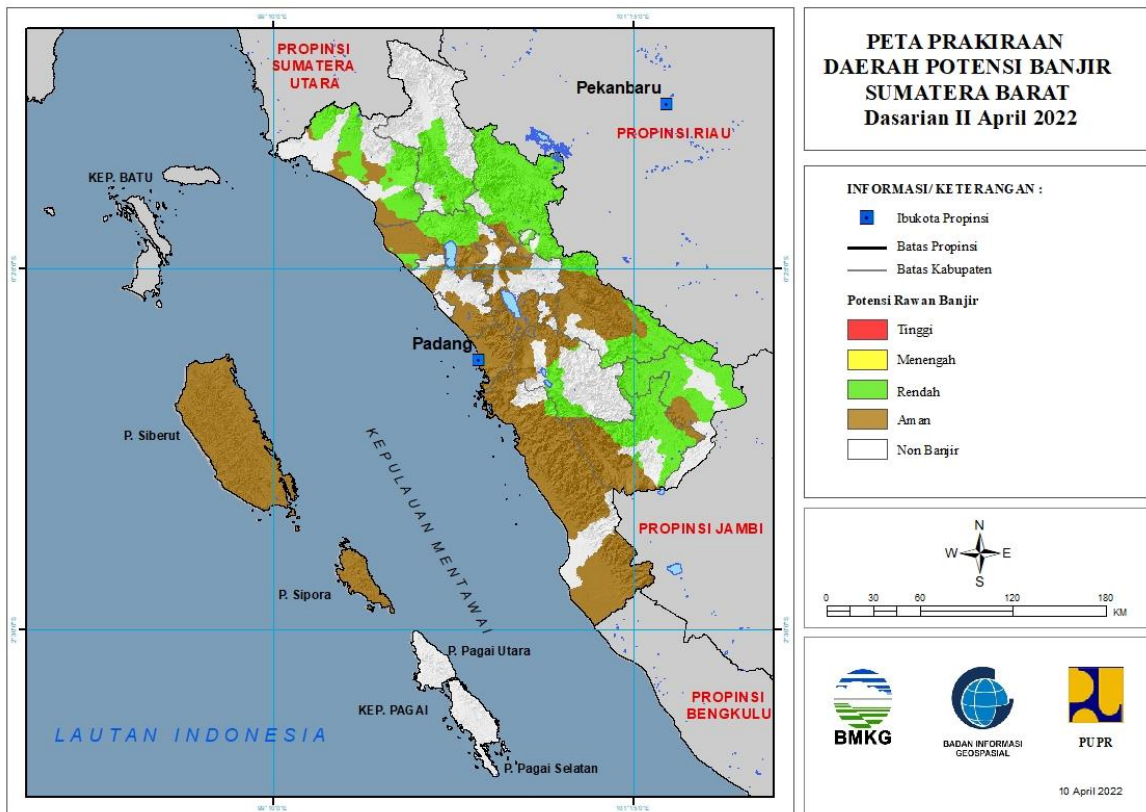 PROPINSI
SUMATERA
UTARA
Pekanbaru
PROPINSI RIAU
KEP. BATU
Padang
P. Siberut
KEPULAUAN MENTAWAI
PROPINSI JAMBI
P. Sipora
P. Pagai Utara
KEP. PAGAI
PROPINSI
BENGKULU
LAUTAN INDONESIA
P. Pagai Selatan
PETA PRAKIRAAN
DAERAH POTENSI BANJIR
SUMATERA BARAT
Dasarian II April 2022
INFORMASI/ KETERANGAN :
Ibukota Propinsi
Batas Propinsi
Batas Kabupaten
Potensi Rawan Banjir
Tinggi
Menengah
Rendah
Aman
Non Banjir
N
W E
S
0 30 60 120 180
KM
BMKG
BADAN INFORMASI
GEOSPASIAL
PUPR
10 April 2022